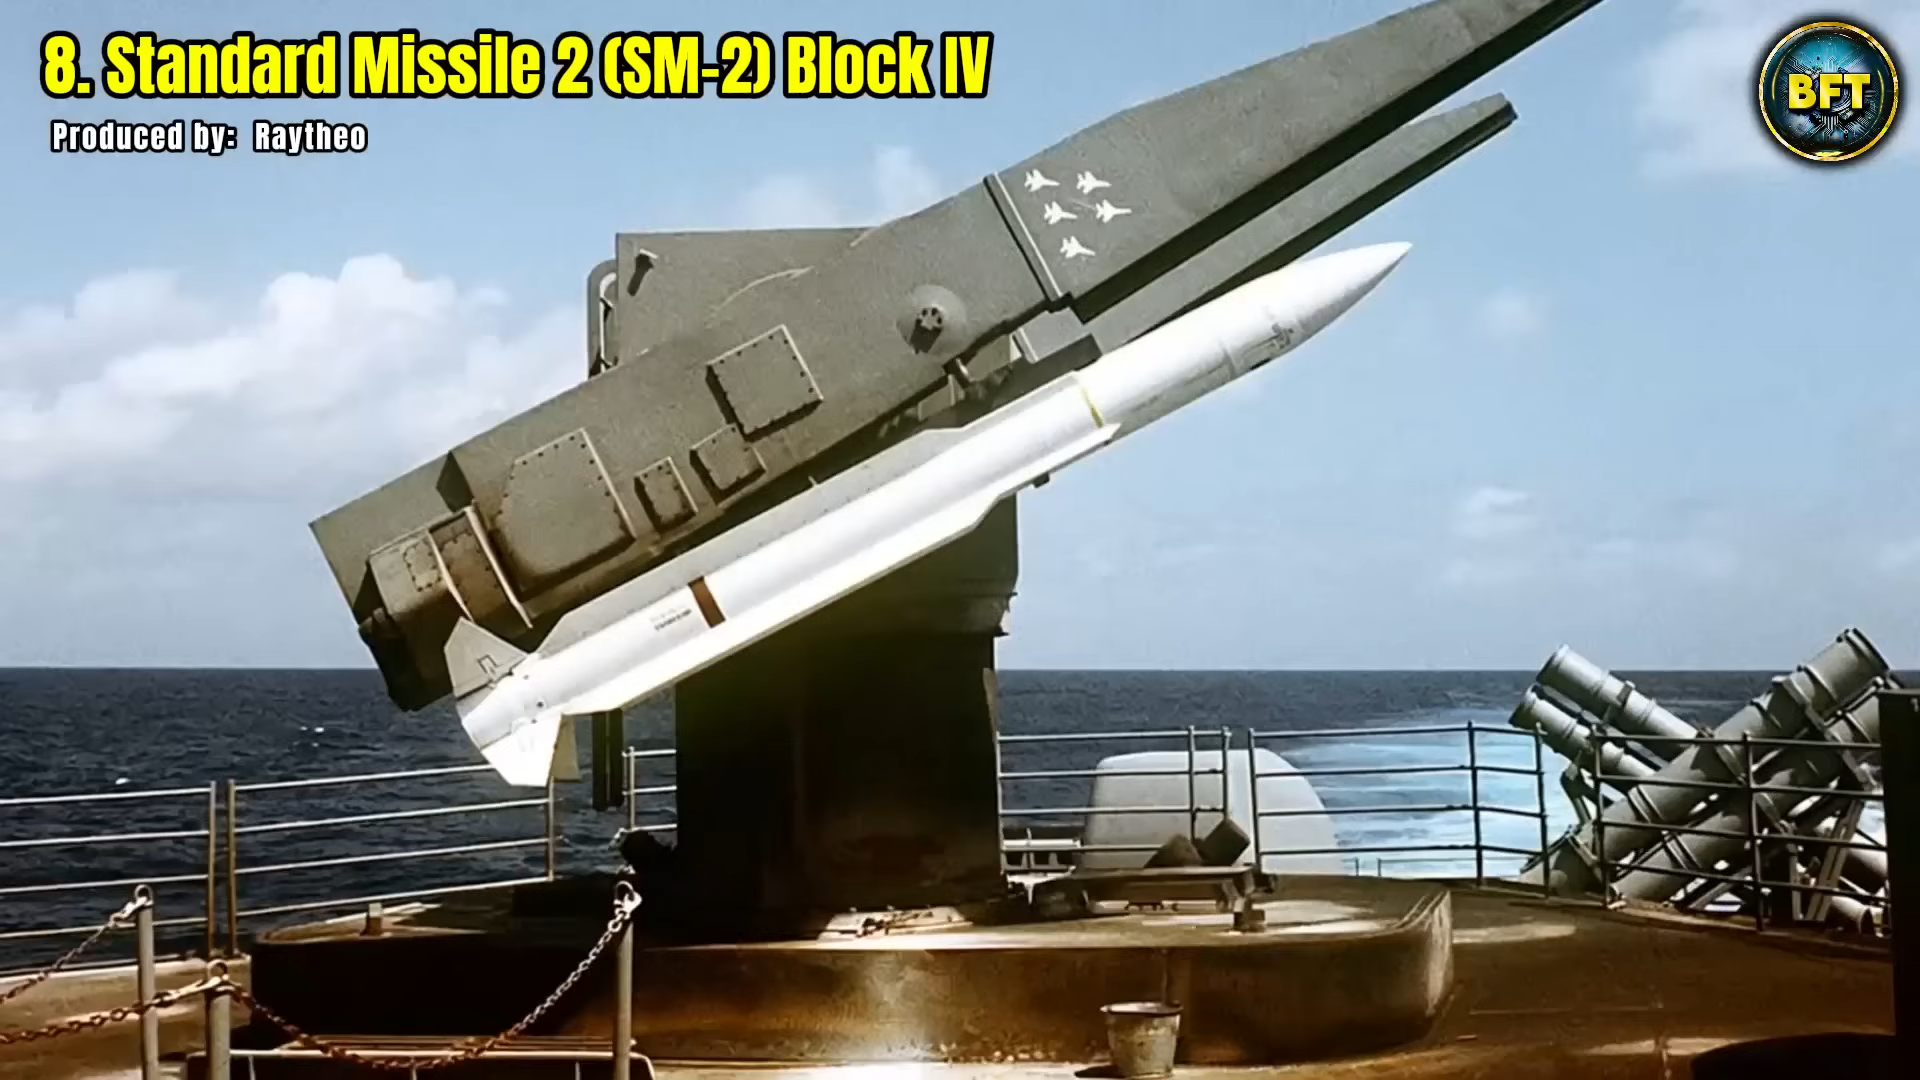 8. Standard Missile 2 (SM-2) Block IV
Produced by: Raytheo
BFT